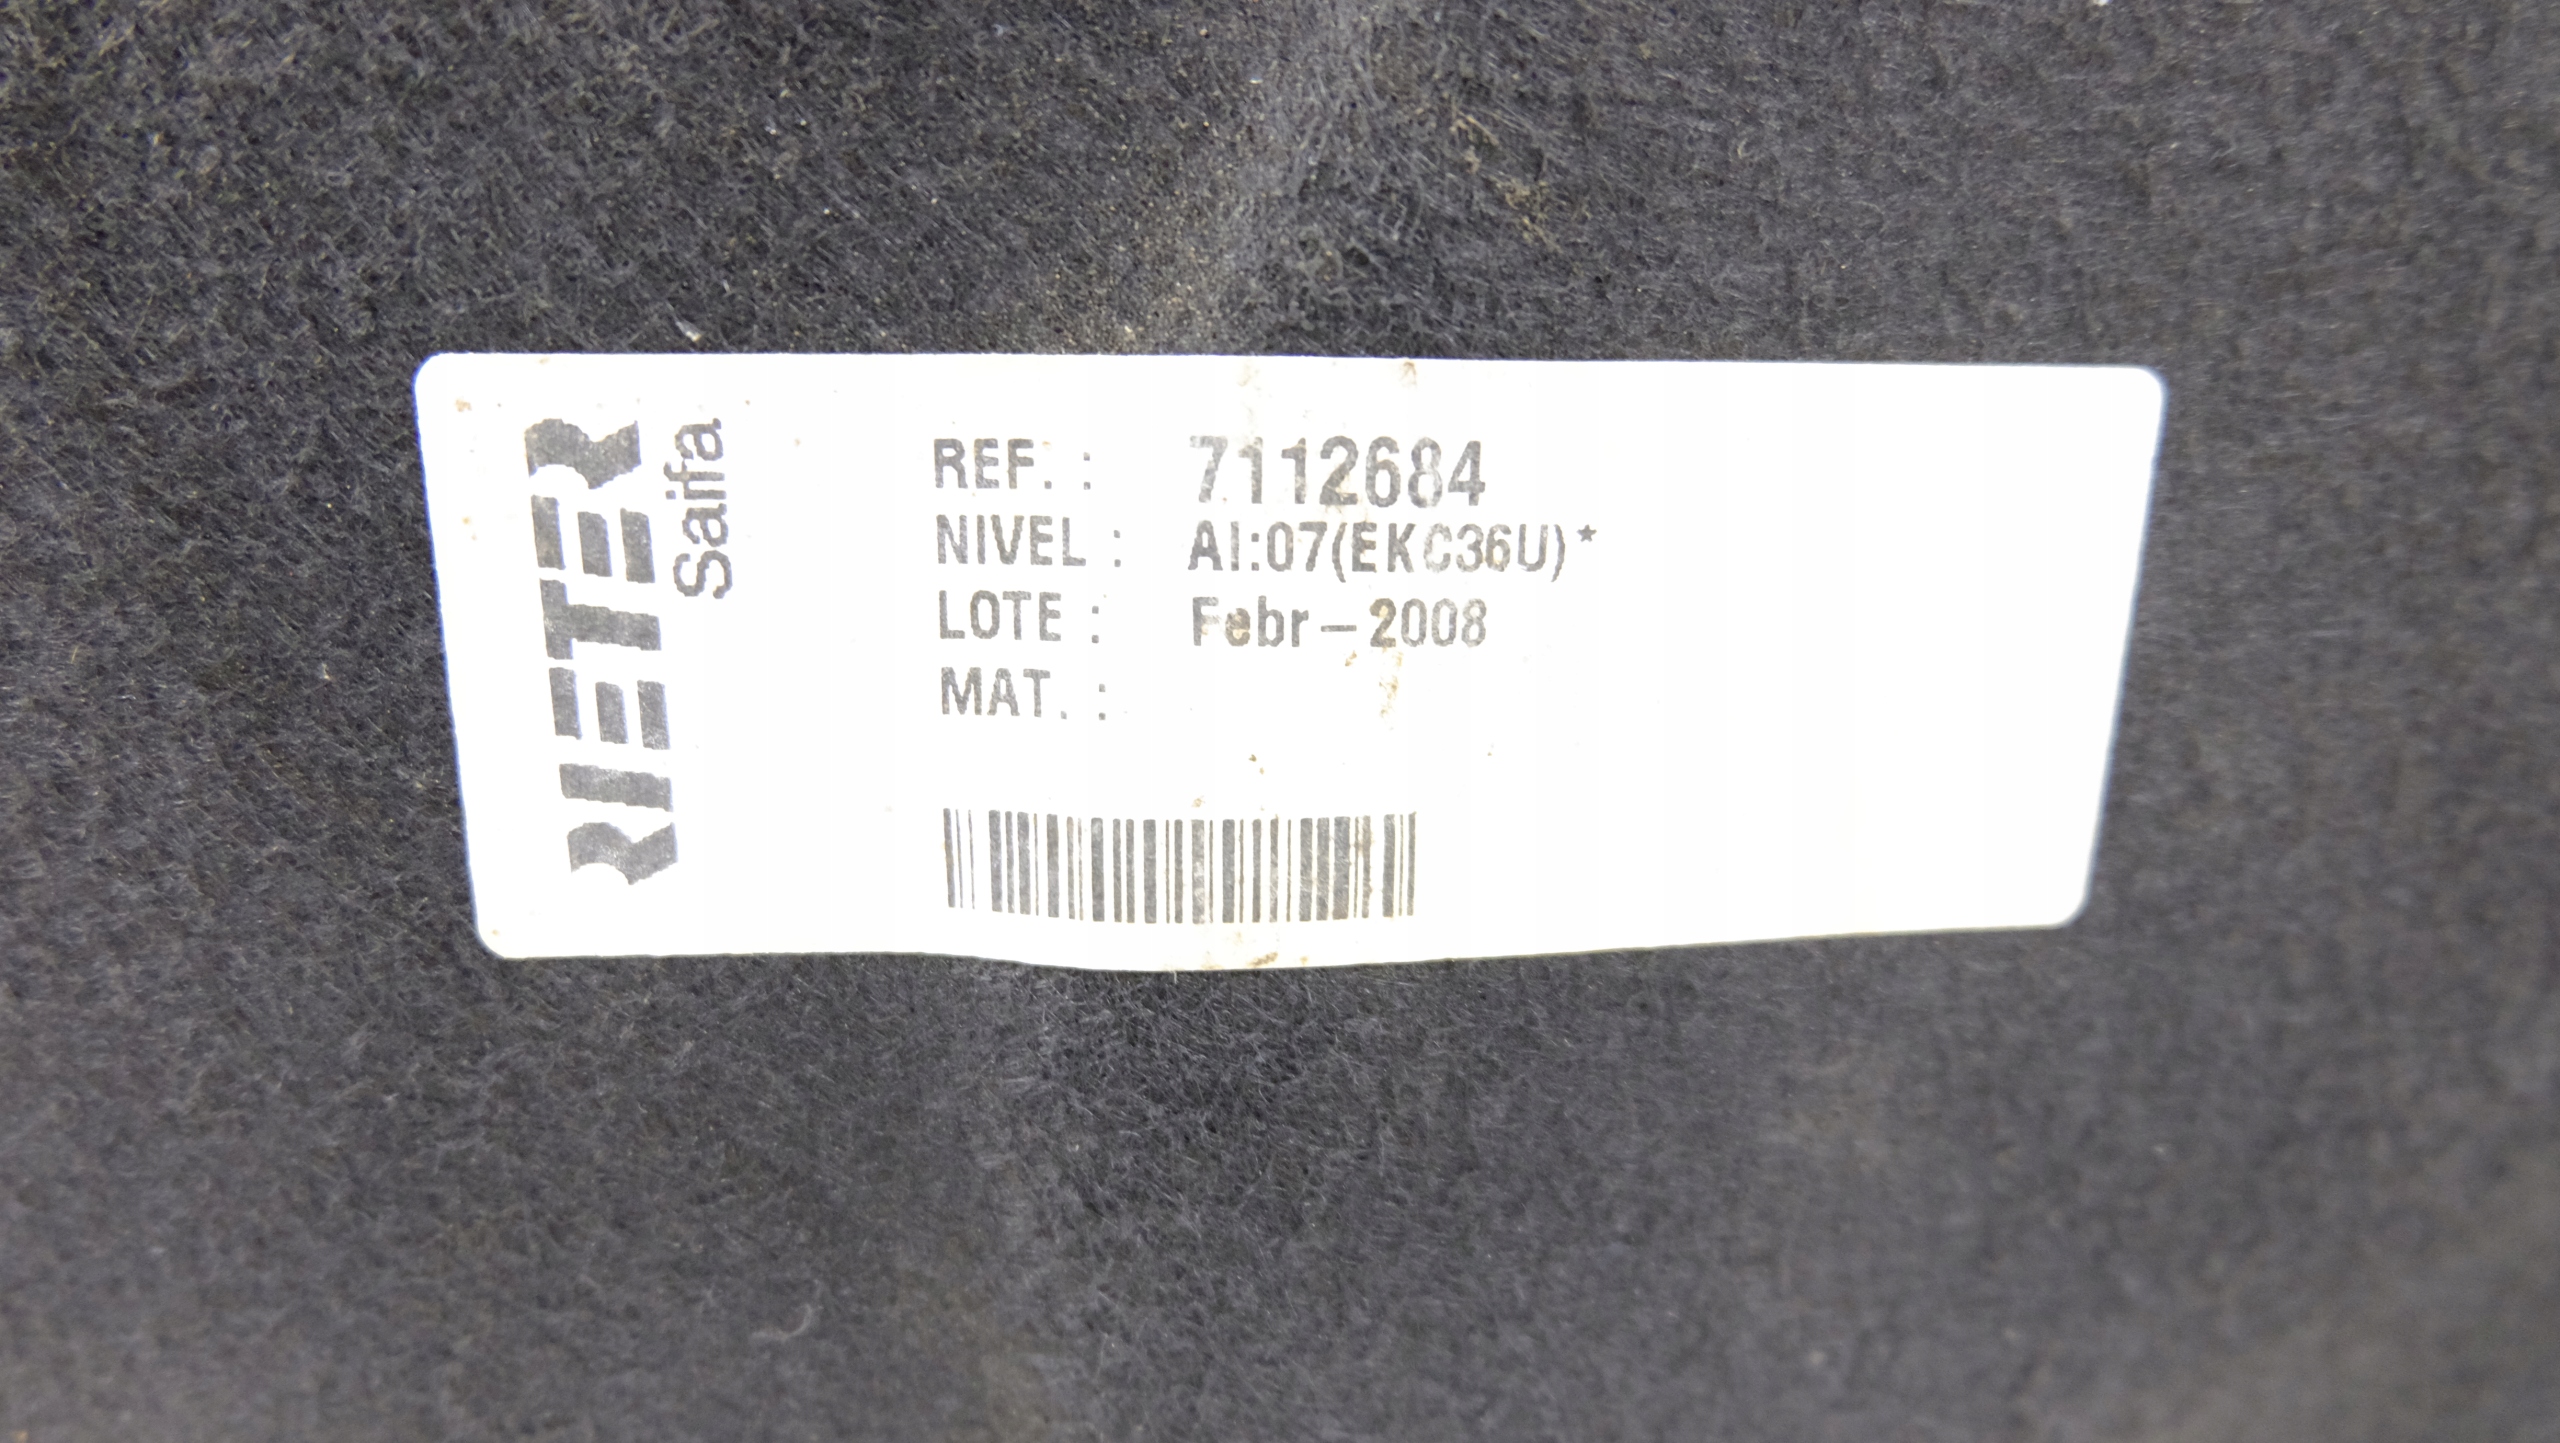 RIETER
Saifa
REF. : 7112684
NIVEL : AI:07(EKC36U)*
LOTE : Febr-2008
MAT. :